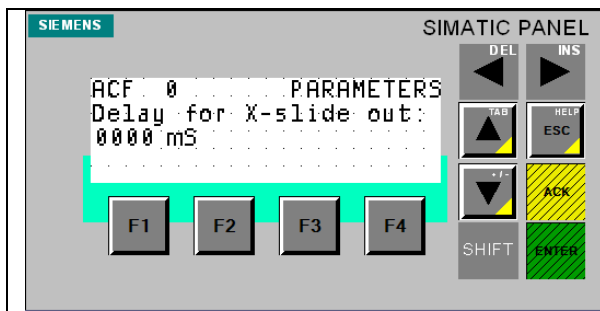 SIEMENS
SIMATIC PANEL
DEL
INS
ACF 0 PARAMETERS
Delay for X-slide out:
0000 mS
TAB
HELP
ESC
+/-
ACK
F1
F2
F3
F4
SHIFT
ENTER